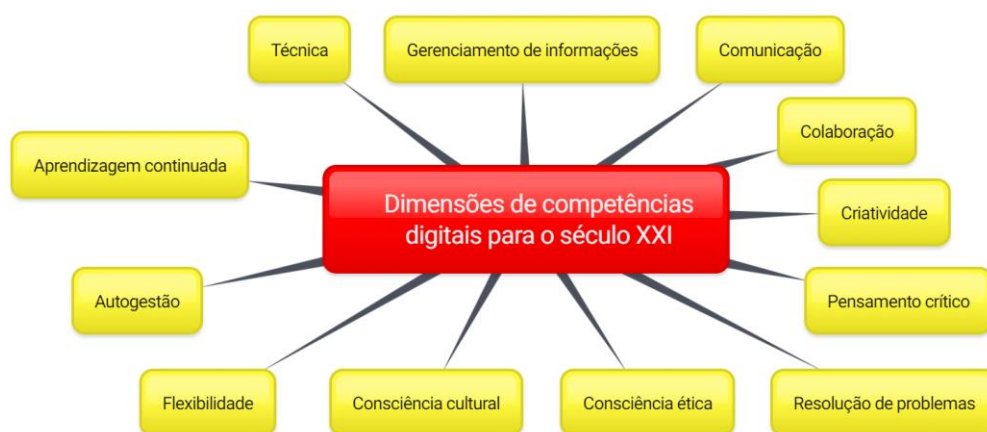 Técnica
Gerenciamento de informações
Comunicação
Colaboração
Aprendizagem continuada
Dimensões de competências
digitais para o século XXI
Criatividade
Autogestão
Pensamento crítico
Flexibilidade
Consciência cultural
Consciência ética
Resolução de problemas